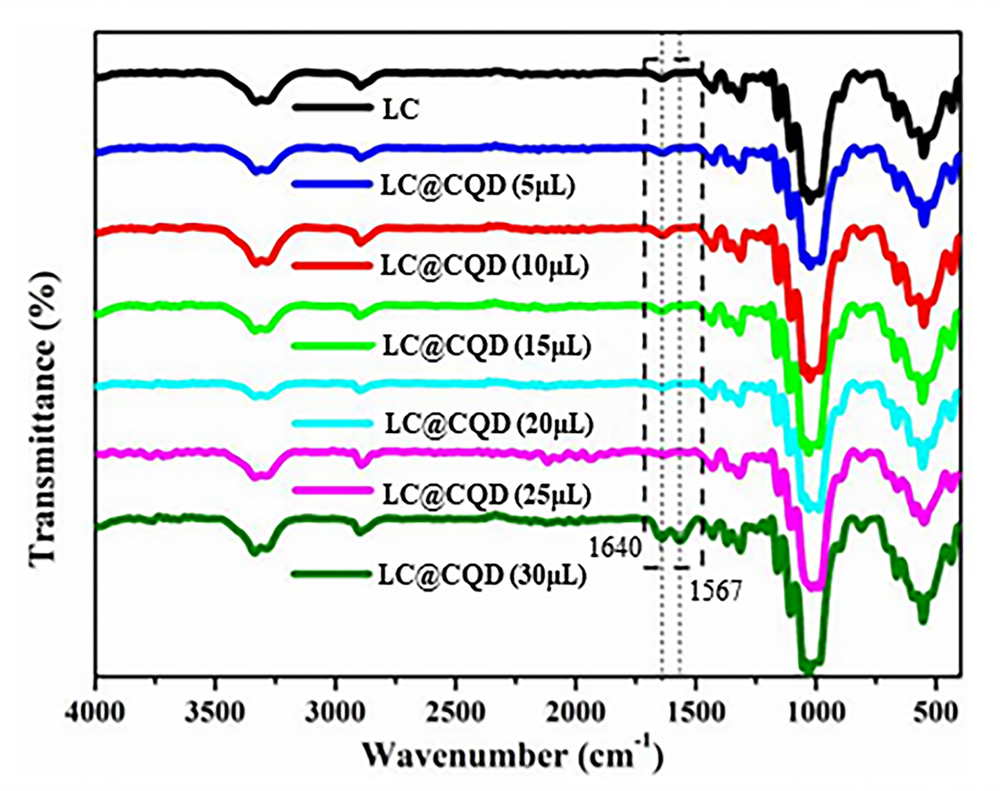 LC
LC@CQD (5μL)
LC@CQD (10μL)
LC@CQD (15μL)
LC@CQD (20μL)
LC@CQD (25μL)
LC@CQD (30μL)
1640
1567
Transmittance (%)
4000 3500 3000 2500 2000 1500 1000 500
Wavenumber (cm⁻¹)